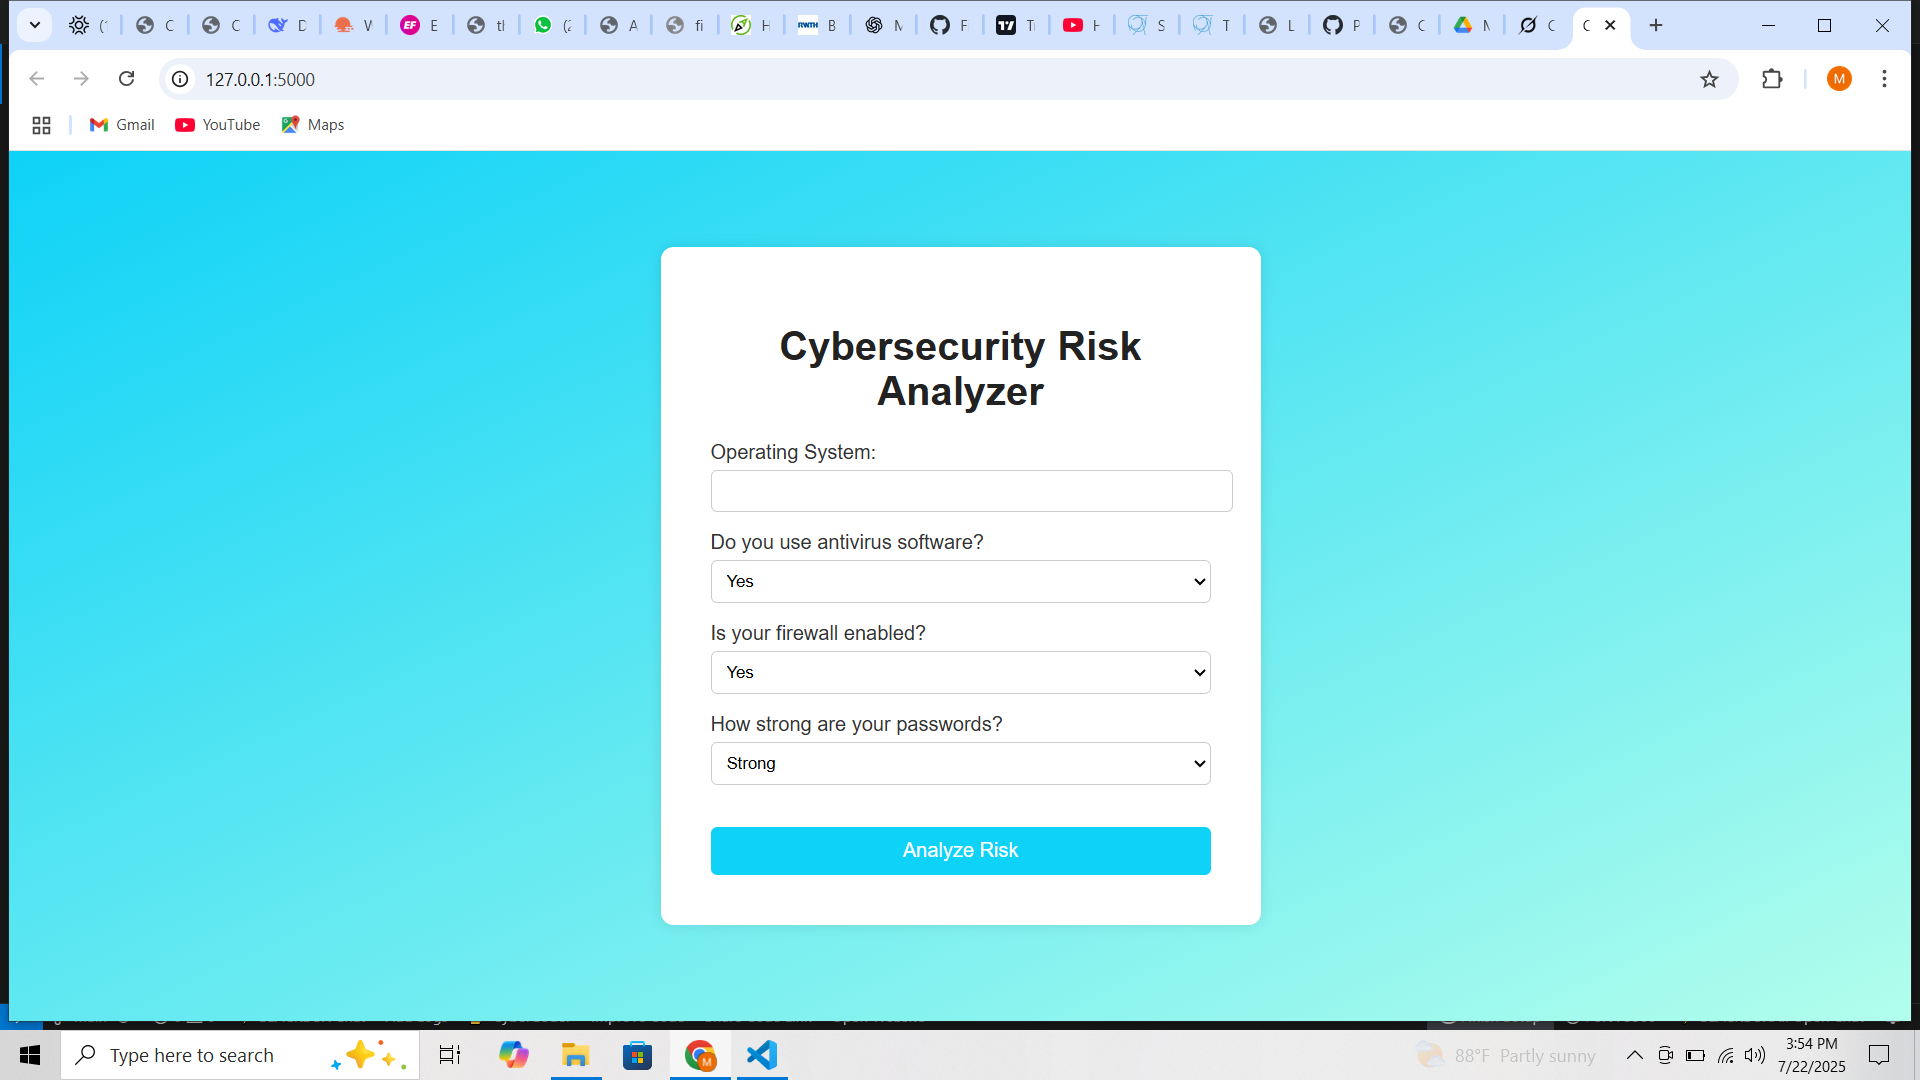 127.0.0.1:5000
M
Gmail
YouTube
Maps
Cybersecurity Risk
Analyzer
Operating System:
Do you use antivirus software?
Yes
Is your firewall enabled?
Yes
How strong are your passwords?
Strong
Analyze Risk
Type here to search
88°F Partly sunny
3:54 PM
7/22/2025